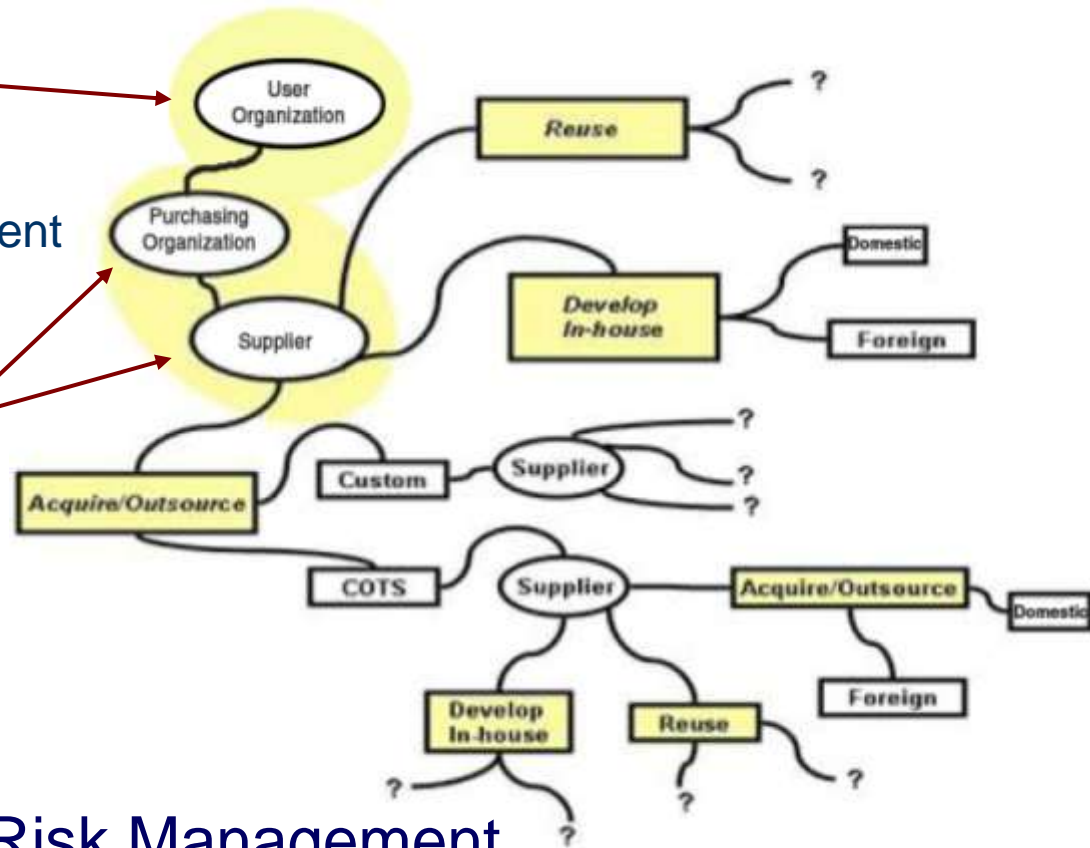 User
Organization
?
Reuse
?
Purchasing
Organization
ent
Domestic
Develop
In-house
Foreign
Supplier
?
Custom
Supplier
?
?
Acquire/Outsource
COTS
Supplier
Acquire/Outsource
Domestic
Foreign
Develop
In-house
Reuse
?
?
?
?
Risk Management